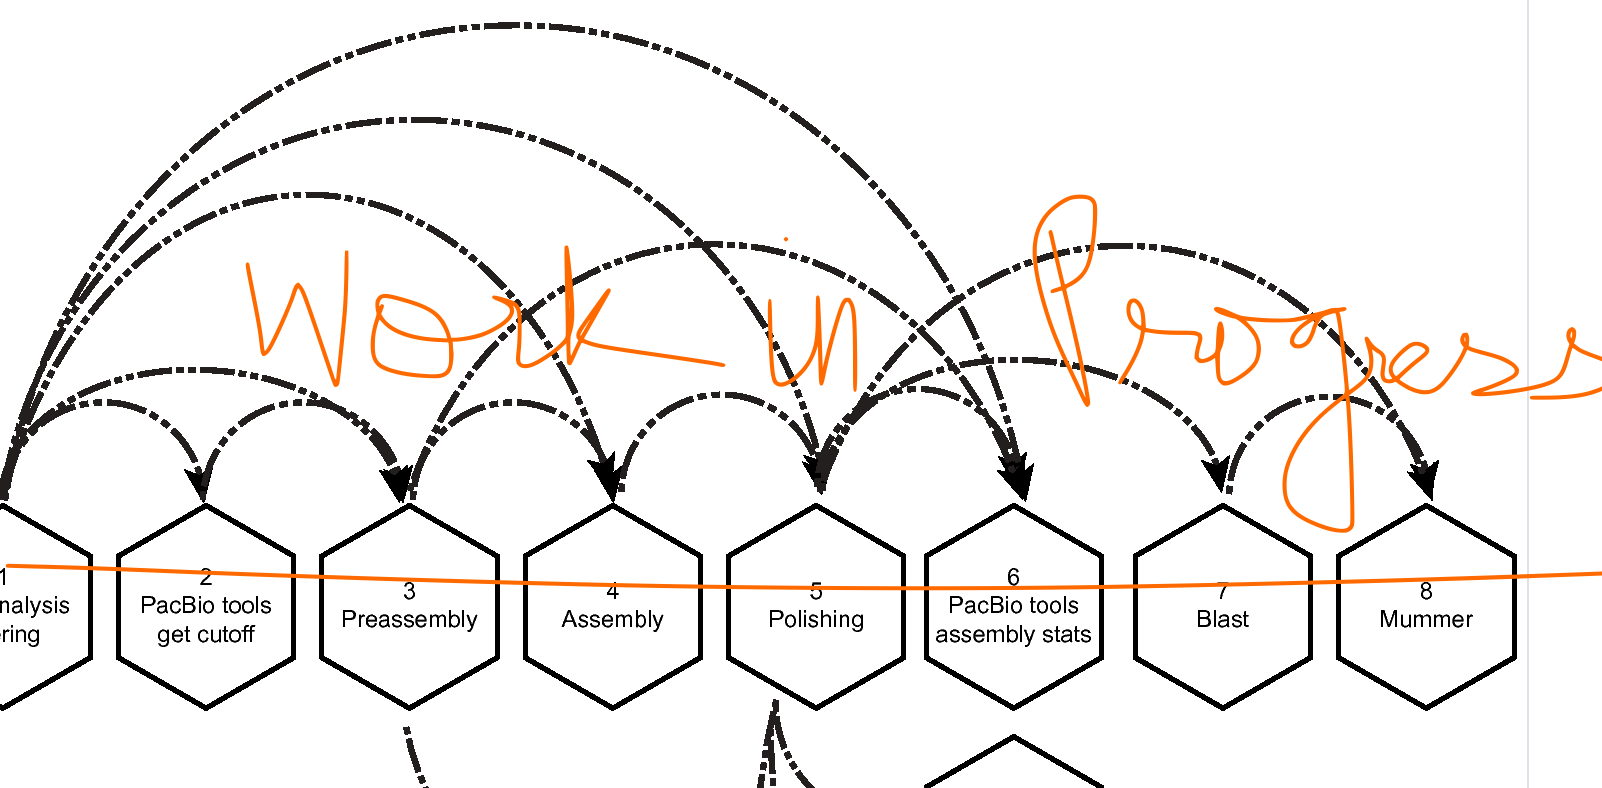 Work in Progress
1
nalysis
ering
2
PacBio tools
get cutoff
3
Preassembly
4
Assembly
5
Polishing
6
PacBio tools
assembly stats
7
Blast
8
Mummer